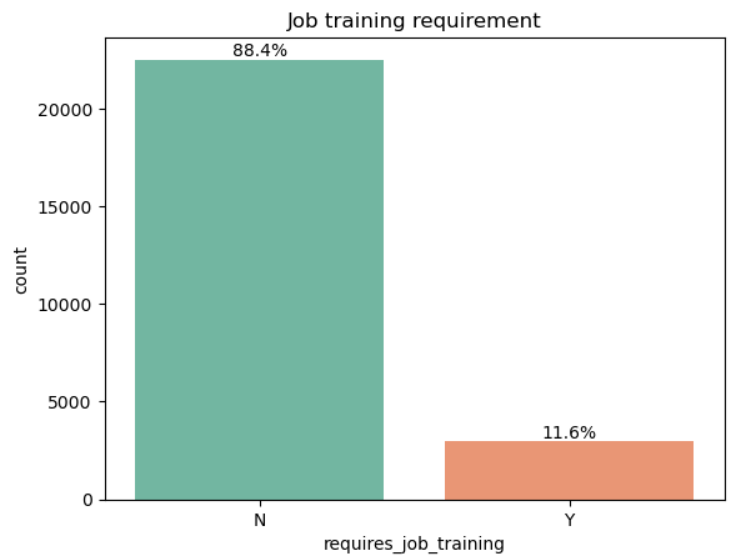 Job training requirement
88.4%
20000
15000
count
10000
5000
11.6%
0
N
Y
requires_job_training